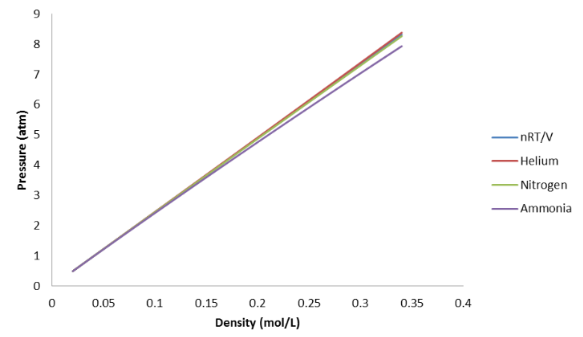 9
8
7
6
5
4
3
2
1
0
Pressure (atm)
0 0.05 0.1 0.15 0.2 0.25 0.3 0.35 0.4
Density (mol/L)
nRT/V
Helium
Nitrogen
Ammonia